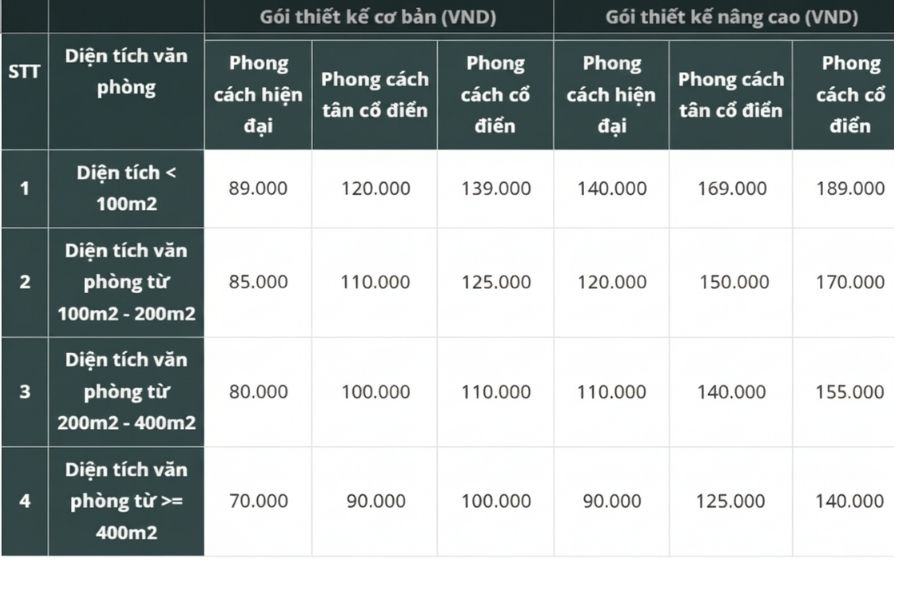 Gói thiết kế cơ bản (VND) Gói thiết kế nâng cao (VND)
STT Diện tích văn phòng Phong cách hiện đại Phong cách tân cổ điển Phong cách cổ điển Phong cách hiện đại Phong cách tân cổ điển Phong cách cổ điển
1 Diện tích < 100m2 89.000 120.000 139.000 140.000 169.000 189.000
2 Diện tích văn phòng từ 100m2 - 200m2 85.000 110.000 125.000 120.000 150.000 170.000
3 Diện tích văn phòng từ 200m2 - 400m2 80.000 100.000 110.000 110.000 140.000 155.000
4 Diện tích văn phòng từ >= 400m2 70.000 90.000 100.000 90.000 125.000 140.000